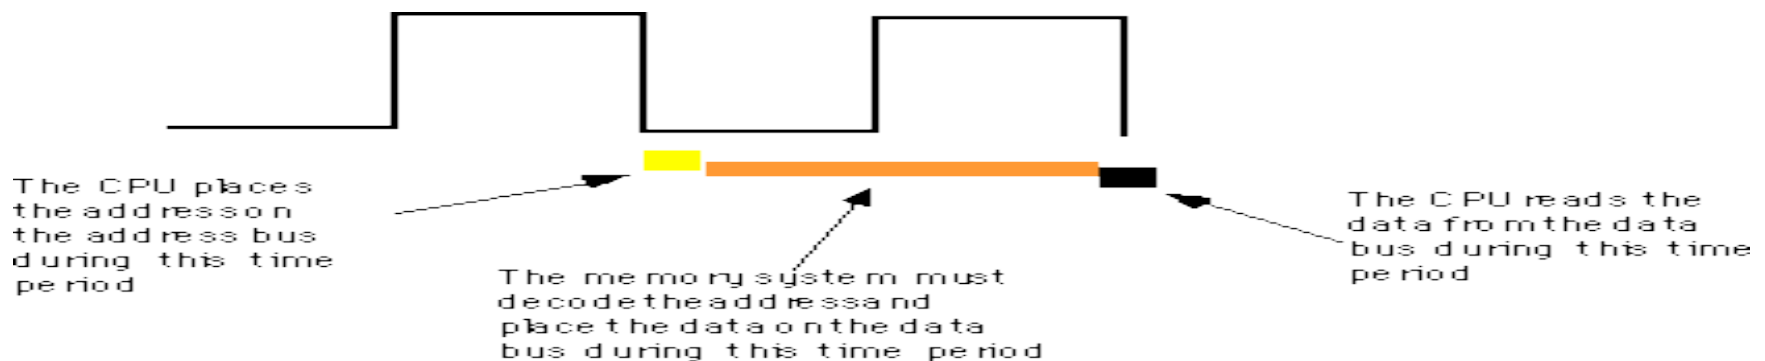 The CPU places
the address on
the address bus
during this time
period
The memory system must
decode the address and
place the data on the data
bus during this time period
The CPU reads the
data from the data
bus during this time
period